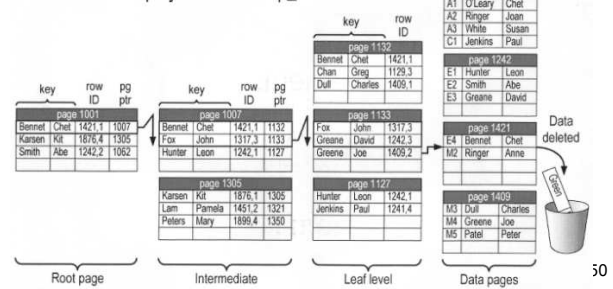 key row ID pg ptr
page 1001
Bennet Chet 1421,1 1007
Karsen Kit 1876,4 1305
Smith Abe 1242,2 1062
Root page
key row ID pg ptr
page 1007
Bennet Chet 1421,1 1132
Fox John 1317,3 1133
Hunter Leon 1242,1 1127
page 1305
Karsen Kit 1876,1 1305
Lam Pamela 1451,2 1321
Peters Mary 1899,4 1350
Intermediate
key row ID
page 1132
Bennet Chet 1421,1
Chan Greg 1129,3
Dull Charles 1409,1
page 1133
Fox John 1317,3
Greane David 1242,3
Greene Joe 1409,2
page 1127
Hunter Leon 1242,1
Jenkins Paul 1241,4
Leaf level
A1 O'Leary Chet
A2 Ringer Joan
A3 White Susan
C1 Jenkins Paul
page 1242
E1 Hunter Leon
E2 Smith Abe
E3 Greane David
page 1421
E4 Bennet Chet
M2 Ringer Anne
page 1409
M3 Dull Charles
M4 Greene Joe
M5 Patel Peter
Data pages
Data
deleted
Green
50